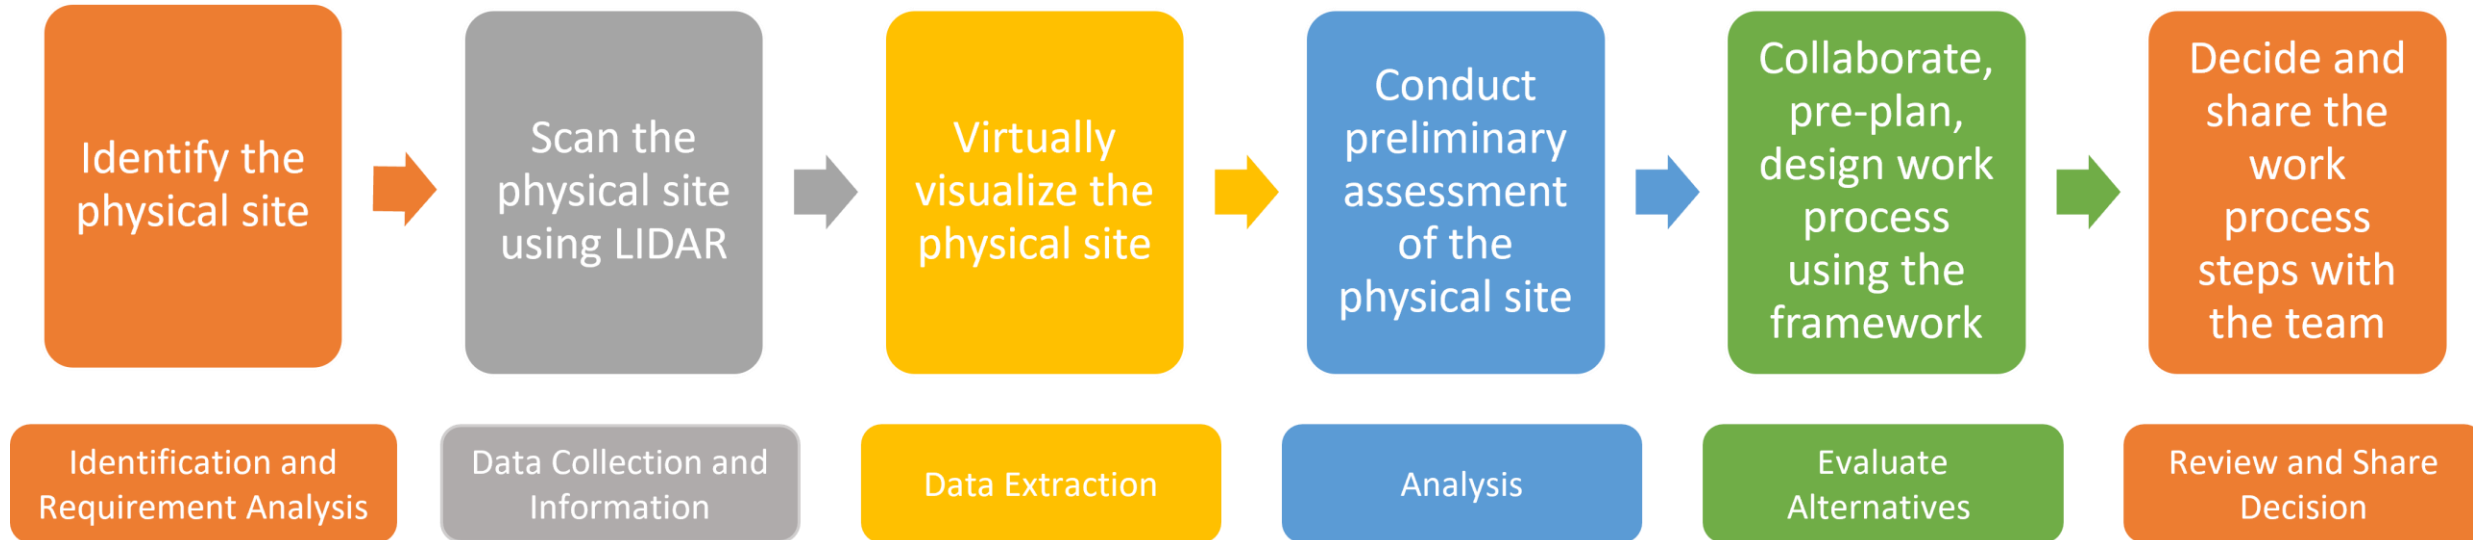 Identify the
physical site
Scan the
physical site
using LIDAR
Virtually
visualize the
physical site
Conduct
preliminary
assessment
of the
physical site
Collaborate,
pre-plan,
design work
process
using the
framework
Decide and
share the
work
process
steps with
the team
Identification and
Requirement Analysis
Data Collection and
Information
Data Extraction
Analysis
Evaluate
Alternatives
Review and Share
Decision